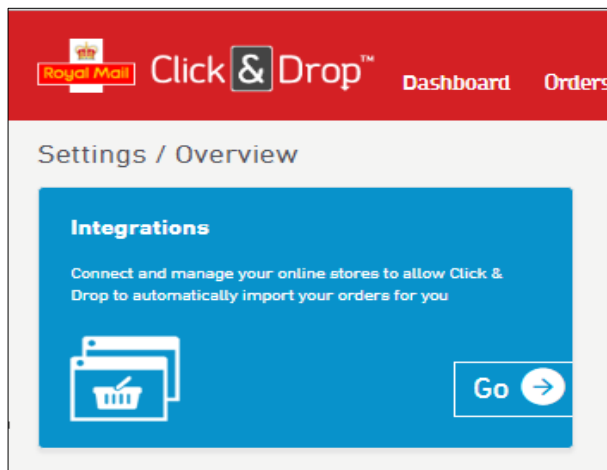 Royal Mail Click & Drop™ Dashboard Orders
Settings / Overview
Integrations
Connect and manage your online stores to allow Click &
Drop to automatically import your orders for you
Go